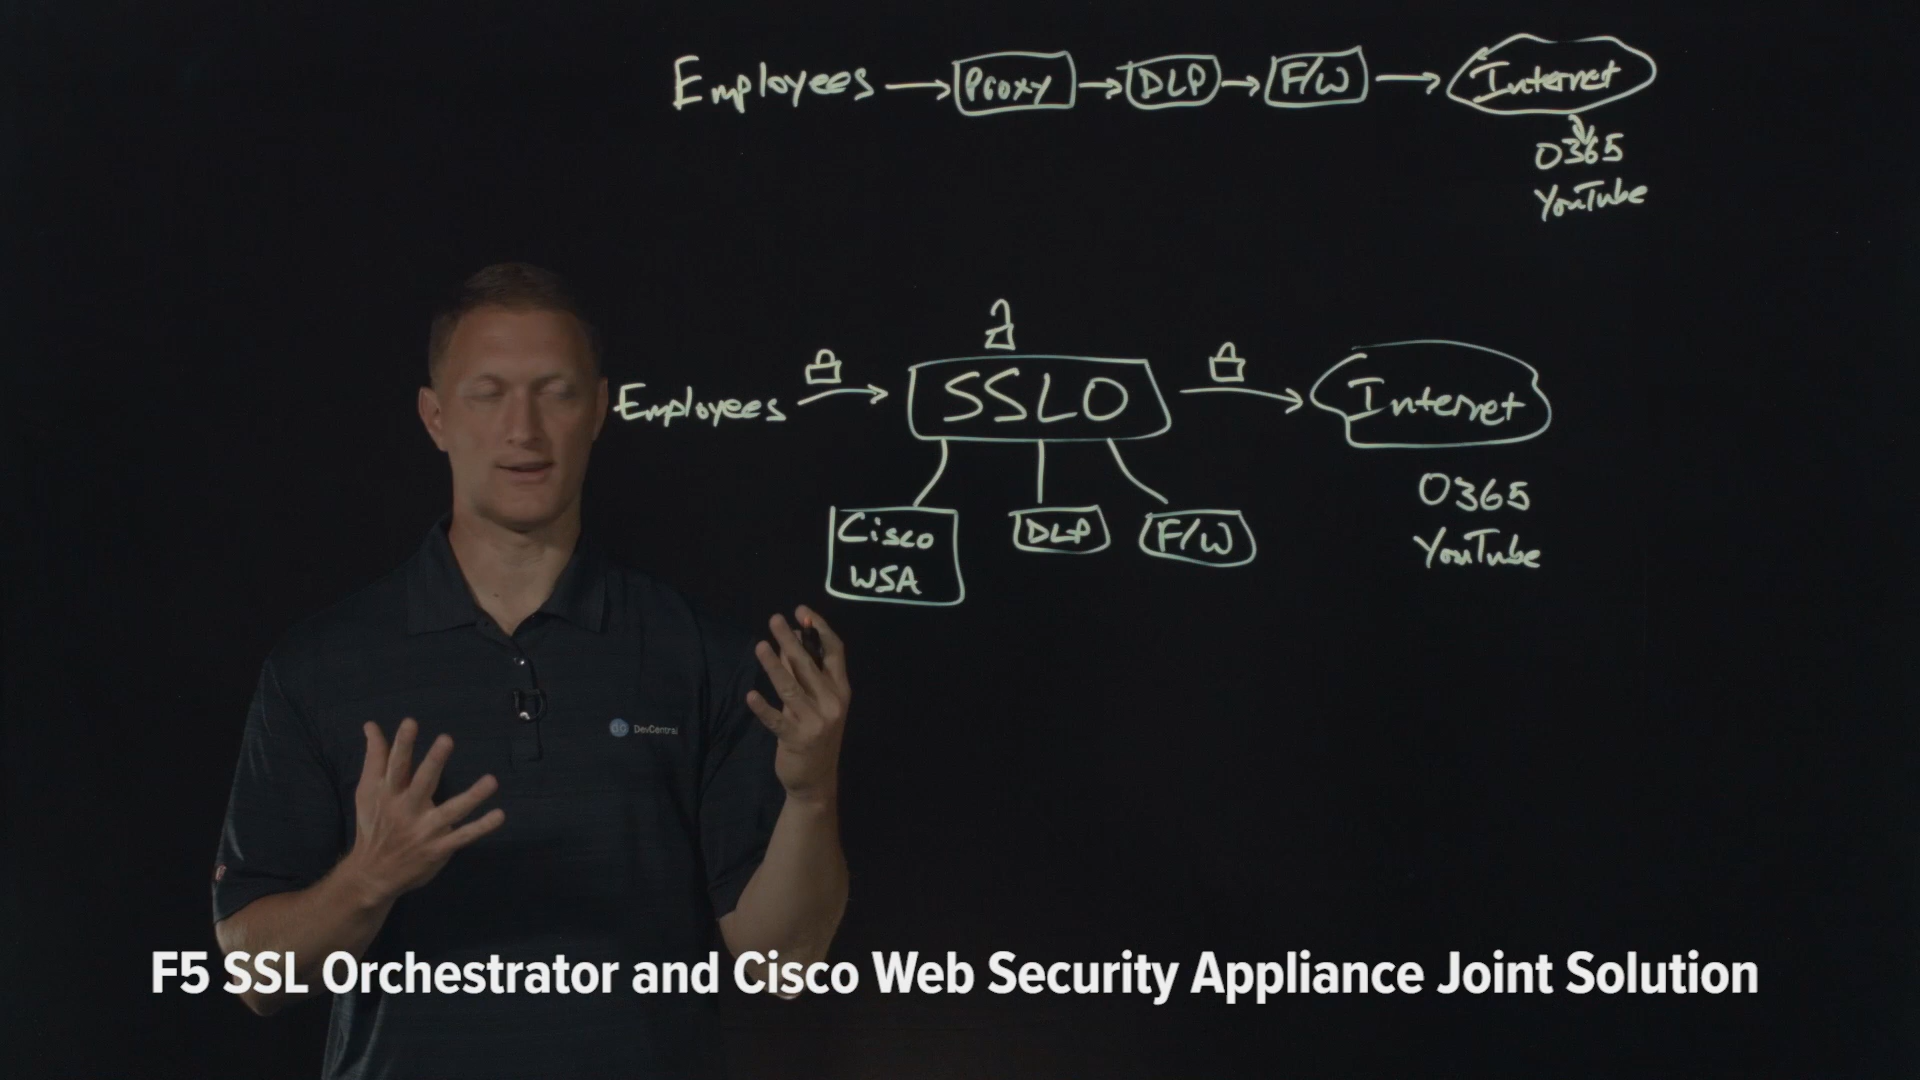 Employees → Proxy → DLP → F/W → Internet
O365
YouTube
Employees → SSLO → Internet
Cisco
WSA
DLP
F/W
O365
YouTube
DevCentral
F5 SSL Orchestrator and Cisco Web Security Appliance Joint Solution